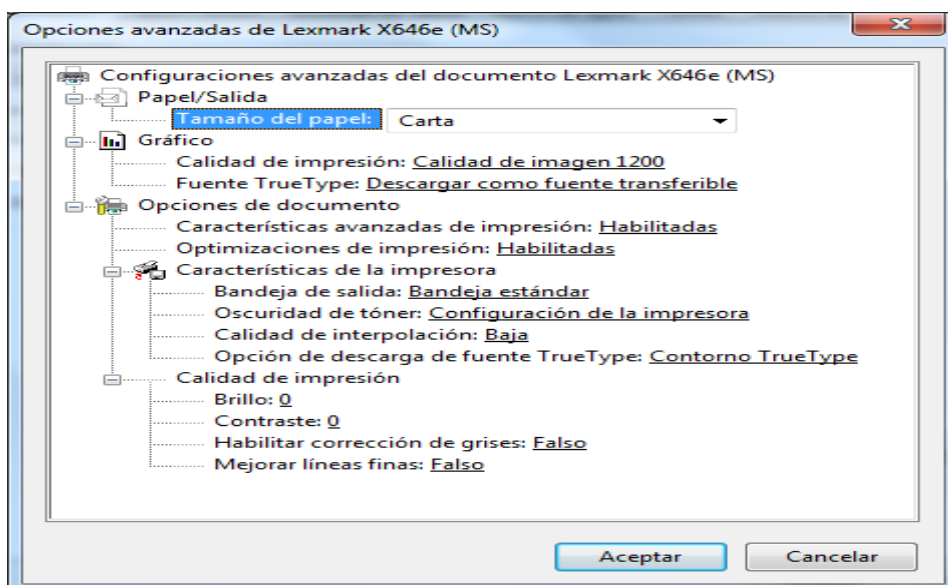 Opciones avanzadas de Lexmark X646e (MS)
Configuraciones avanzadas del documento Lexmark X646e (MS)
Papel/Salida
Tamaño del papel: Carta
Gráfico
Calidad de impresión: Calidad de imagen 1200
Fuente TrueType: Descargar como fuente transferible
Opciones de documento
Características avanzadas de impresión: Habilitadas
Optimizaciones de impresión: Habilitadas
Características de la impresora
Bandeja de salida: Bandeja estándar
Oscuridad de tóner: Configuración de la impresora
Calidad de interpolación: Baja
Opción de descarga de fuente TrueType: Contorno TrueType
Calidad de impresión
Brillo: 0
Contraste: 0
Habilitar corrección de grises: Falso
Mejorar líneas finas: Falso
Aceptar Cancelar